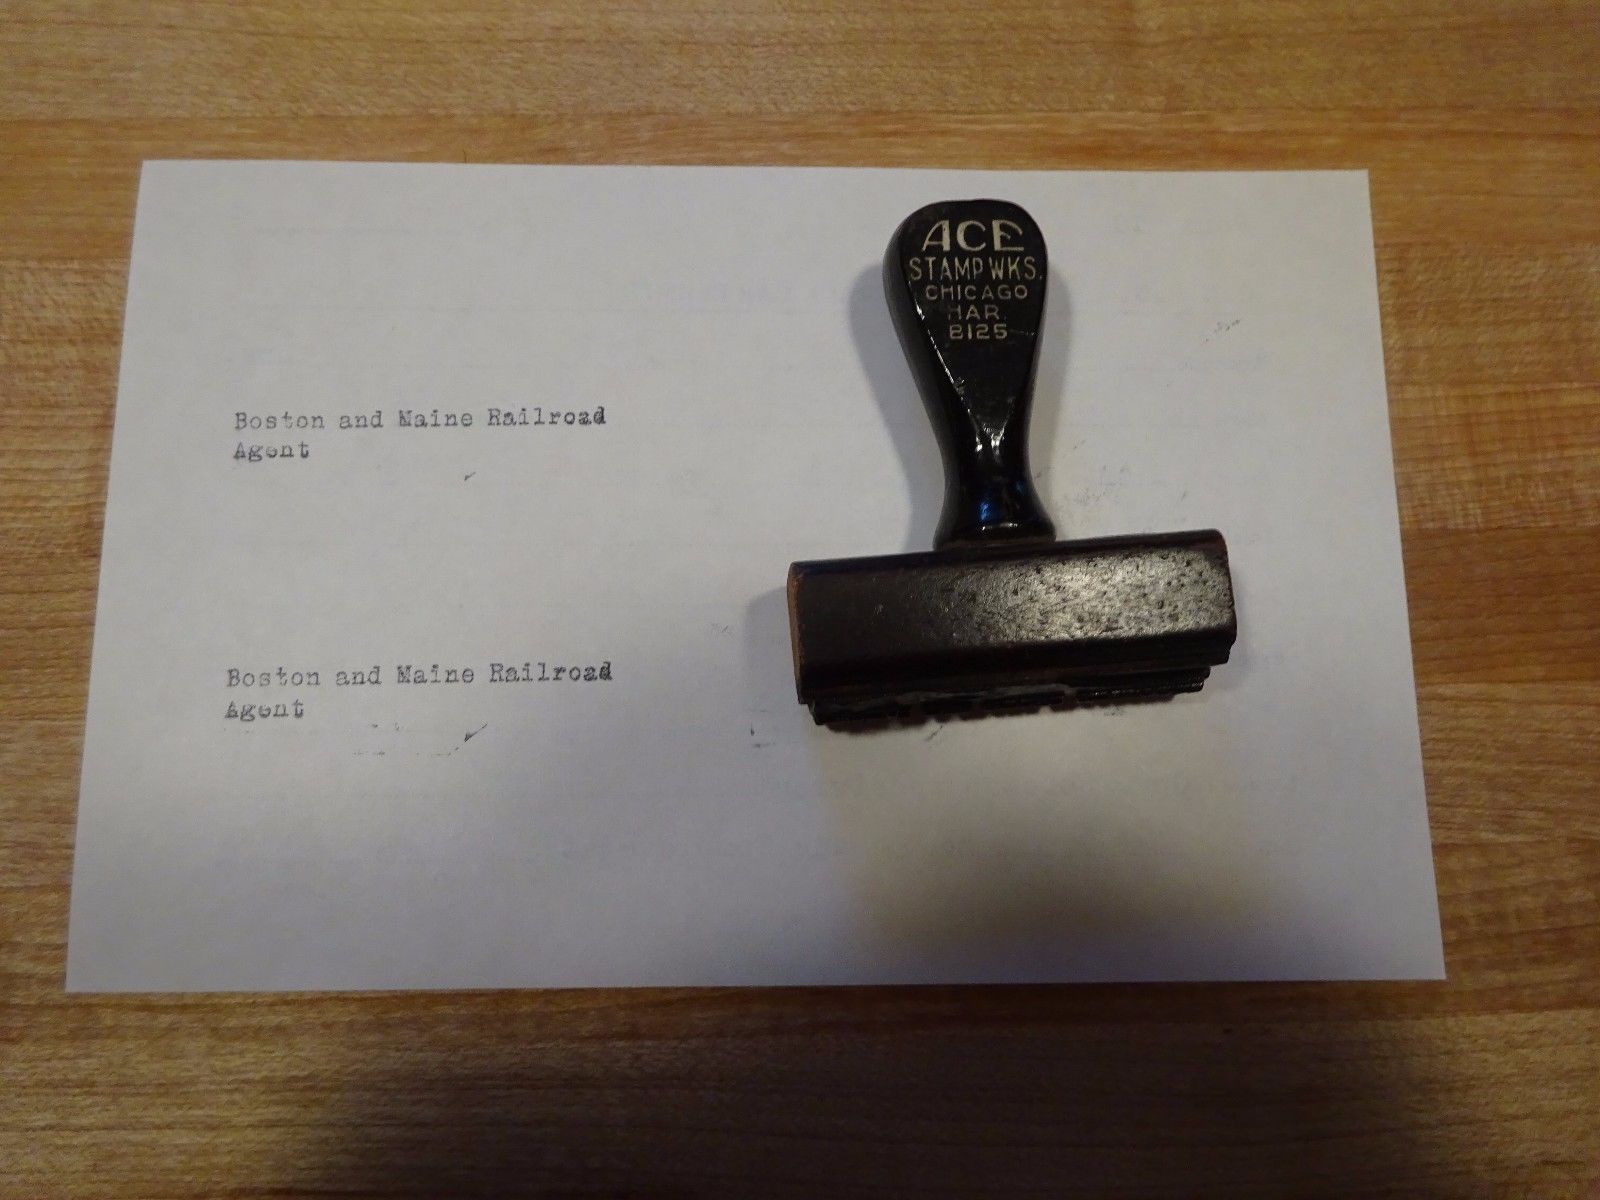 Boston and Maine Railroad
Agent
Boston and Maine Railroad
Agent
ACE
STAMP WKS.
CHICAGO
HAR.
8125